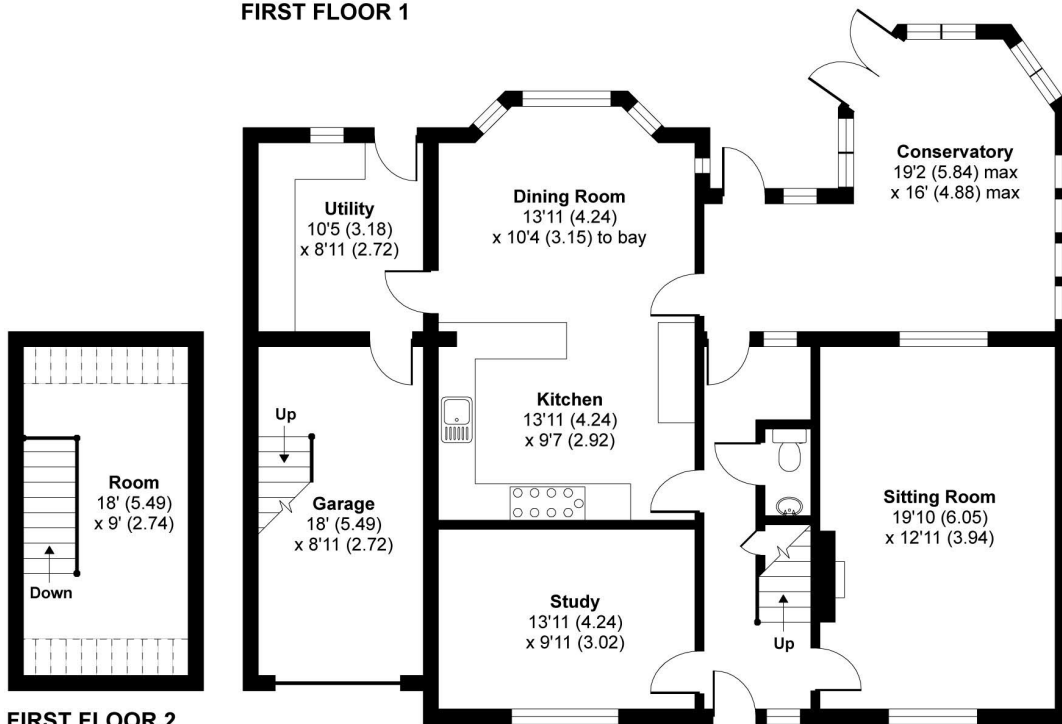 FIRST FLOOR 1
Conservatory
19'2 (5.84) max
x 16' (4.88) max
Dining Room
13'11 (4.24)
x 10'4 (3.15) to bay
Utility
10'5 (3.18)
x 8'11 (2.72)
Kitchen
13'11 (4.24)
x 9'7 (2.92)
Up
Garage
18' (5.49)
x 8'11 (2.72)
Room
18' (5.49)
x 9' (2.74)
Down
Sitting Room
19'10 (6.05)
x 12'11 (3.94)
Study
13'11 (4.24)
x 9'11 (3.02)
Up
FIRST FLOOR 2